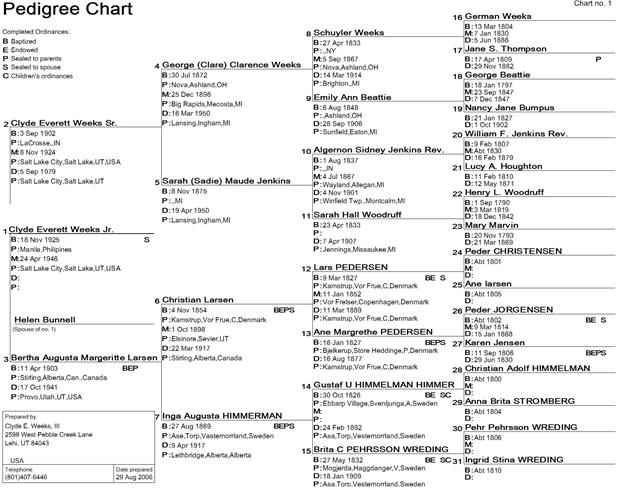 Pedigree Chart
Chart no. 1
Completed Ordinances:
B Baptized
E Endowed
P Sealed to parents
S Sealed to spouse
C Children's ordinances
1 Clyde Everett Weeks Jr.
B:18 Nov 1925 S
P:Manila,Philipines
M:24 Apr 1946
P:Salt Lake City,Salt Lake,UT,USA
D:
P:
Helen Bunnell
(Spouse of no. 1)
2 Clyde Everett Weeks Sr.
B:3 Sep 1902
P:LaCrosse,,IN
M:8 Nov 1924
P:Salt Lake City,Salt Lake,UT,USA
D:5 Sep 1979
P:Salt Lake City,Salt Lake,UT
3 Bertha Augusta Margeritte Larsen
B:11 Apr 1903 BEP
P:Stirling,Alberta,Can.,Canada
D:17 Oct 1941
P:Provo,Utah,UT,USA
4 George (Clare) Clarence Weeks
B:30 Jul 1872
P:Nova,Ashland,OH
M:25 Dec 1896
P:Big Rapids,Mecosta,MI
D:16 Mar 1950
P:Lansing,Ingham,MI
5 Sarah (Sadie) Maude Jenkins
B:8 Nov 1875
P:,,MI
D:19 Apr 1950
P:Lansing,Ingham,MI
6 Christian Larsen
B:4 Nov 1854 BEPS
P:Kamstrup,Vor Frue,C,Denmark
M:1 Oct 1898
P:Elsinore,Sevier,UT
D:22 Mar 1917
P:Stirling,Alberta,Canada
7 Inga Augusta HIMMERMAN
B:27 Aug 1869 BEPS
P:Ase,Torp,Vesternorrland,Sweden
D:9 Apr 1917
P:Lethbridge,Alberta,Alberta
8 Schuyler Weeks
B:27 Apr 1833
P:,,NY
M:5 Sep 1867
P:Nova,Ashland,OH
D:14 Mar 1914
P:Brighton,,MI
9 Emily Ann Beattie
B:6 Aug 1848
P:,Ashland,OH
D:28 Sep 1906
P:Sunfield,Eaton,MI
10 Algernon Sidney Jenkins Rev.
B:1 Aug 1837
P:,,IN
M:4 Jul 1867
P:Wayland,Allegan,MI
D:4 Nov 1901
P:Winfield Twp.,Montcalm,MI
11 Sarah Hall Woodruff
B:23 Apr 1833
P:
D:7 Apr 1907
P:Jennings,Missaukee,MI
12 Lars PEDERSEN
B:9 Mar 1827 BE S
P:Kamstrup,Vor Frue,C,Denmark
M:11 Jan 1852
P:Vor Frelser,Copenhagen,Denmark
D:11 Mar 1889
P:Kamstrup,Vor Frue,C,Denmark
13 Ane Margrethe PEDERSEN
B:16 Jan 1827 BEPS
P:Bjelkerup,Store Heddinge,P,Denmark
D:16 Aug 1877
P:Kamstrup,Vor Frue,C,Denmark
14 Gustaf U HIMMELMAN HIMMER
B:30 Oct 1826 BE SC
P:Ebbarp Village,Svenljunga,A,Sweden
M:
P:
D:24 Feb 1892
P:Asa,Torp,Vesternorrland,Sweden
15 Brita C PEHRSSON WREDING
B:27 May 1832 BE SC
P:Mogjerda,Haggdanger,V,Sweden
D:18 Jan 1909
P:Asa,Torp,Vesternorrland,Sweden
16 German Weeks
B:13 Mar 1804
M:7 Jan 1830
D:5 Jun 1886
17 Jane S. Thompson
B:17 Apr 1809 P
D:29 Nov 1882
18 George Beattie
B:18 Jan 1797
M:23 Sep 1847
D:7 Dec 1847
19 Nancy Jane Bumpus
B:21 Jan 1827
D:1 Oct 1902
20 William F. Jenkins Rev.
B:9 Feb 1807
M:Abt 1830
D:16 Feb 1879
21 Lucy A. Houghton
B:11 Feb 1810
D:12 May 1871
22 Henry L. Woodruff
B:1 Sep 1790
M:3 Mar 1819
D:18 Dec 1842
23 Mary Marvin
B:20 Nov 1793
D:21 Mar 1869
24 Peder CHRISTENSEN
B:Abt 1801
M:
D:
25 Ane larsen
B:Abt 1805
D:
26 Peder JORGENSEN
B:Abt 1802 BE S
M:9 Mar 1814
D:15 Jan 1868
27 Karen Jensen
B:11 Sep 1806 BEPS
D:29 Jun 1830
28 Christian Adolf HIMMELMAN
B:Abt 1800
M:
D:
29 Anna Brita STROMBERG
B:Abt 1804
D:
30 Pehr Pehrsson WREDING
B:Abt 1806
M:
D:
31 Ingrid Stina WREDING
B:Abt 1810
D:
Prepared by
Clyde E. Weeks, III
2598 West Pebble Creek Lane
Lehi, UT 84043
USA
Telephone
(801)407-6446
Date prepared
29 Aug 2006